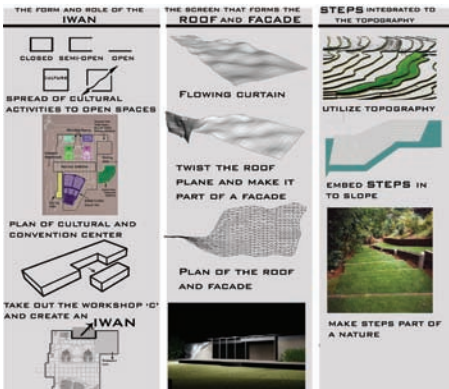 THE FORM AND ROLE OF THE
IWAN
CLOSED SEMI-OPEN OPEN
CULTURE
SPREAD OF CULTURAL
ACTIVITIES TO OPEN SPACES
PLAN OF CULTURAL AND
CONVENTION CENTER
TAKE OUT THE WORKSHOP 'C'
AND CREATE AN
IWAN
THE SCREEN THAT FORMS THE
ROOF AND FACADE
FLOWING CURTAIN
TWIST THE ROOF
PLANE AND MAKE IT
PART OF A FACADE
PLAN OF THE ROOF
AND FACADE
STEPS INTEGRATED TO
THE TOPOGRAPHY
UTILIZE TOPOGRAPHY
EMBED STEPS IN
TO SLOPE
MAKE STEPS PART OF
A NATURE